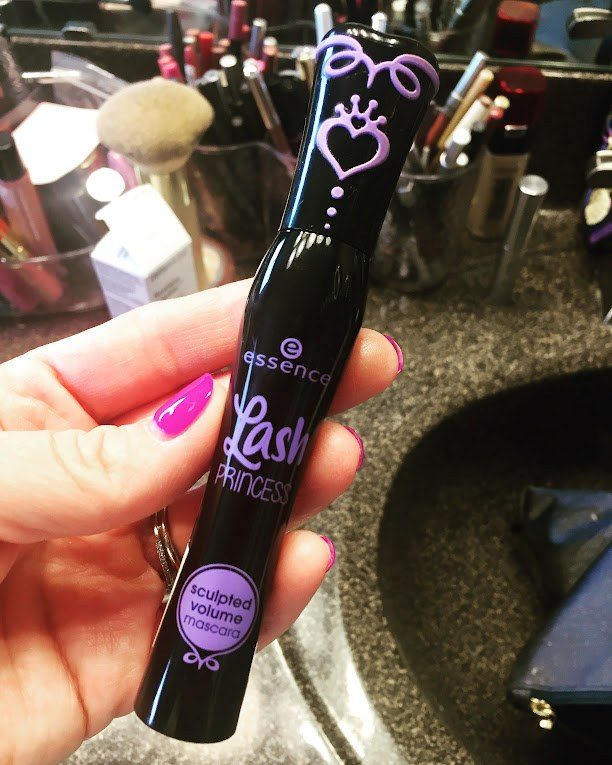 e
essence
Lash
PRINCESS
sculpted
volume
mascara